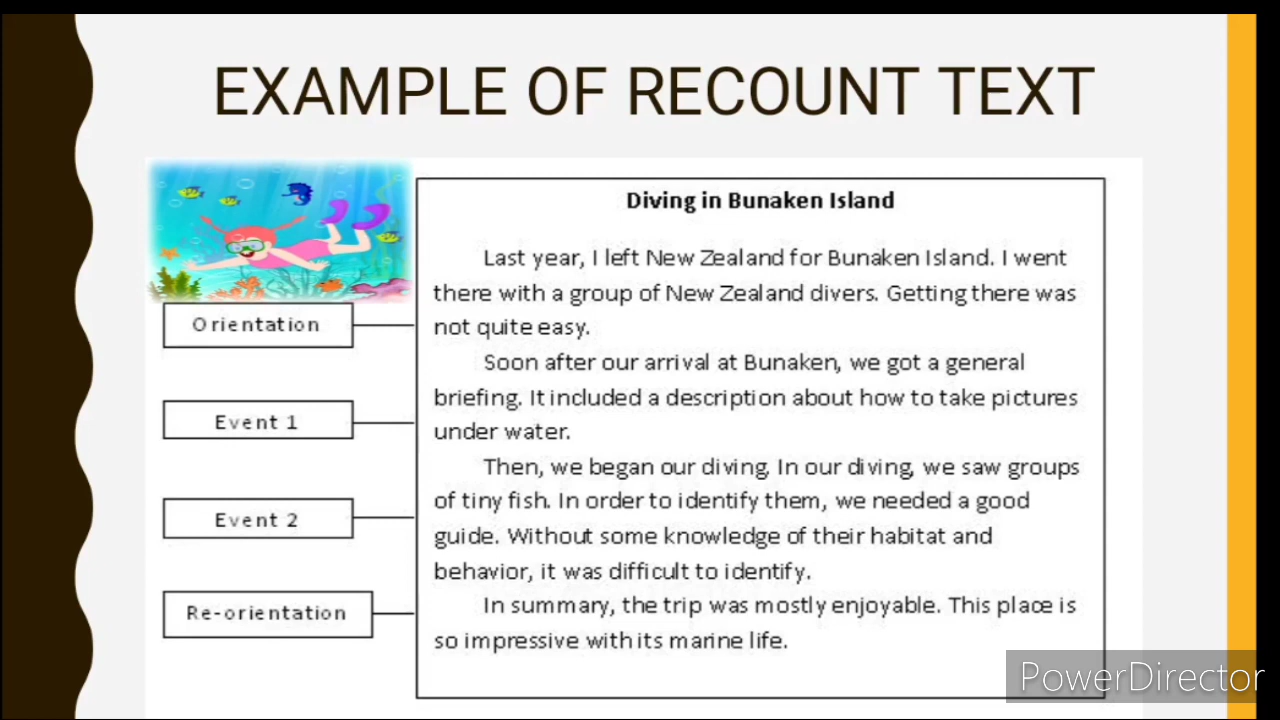 EXAMPLE OF RECOUNT TEXT
Diving in Bunaken Island
Last year, I left New Zealand for Bunaken Island. I went
there with a group of New Zealand divers. Getting there was
not quite easy.
Soon after our arrival at Bunaken, we got a general
briefing. It included a description about how to take pictures
under water.
Then, we began our diving. In our diving, we saw groups
of tiny fish. In order to identify them, we needed a good
guide. Without some knowledge of their habitat and
behavior, it was difficult to identify.
In summary, the trip was mostly enjoyable. This place is
so impressive with its marine life.
Orientation
Event 1
Event 2
Re-orientation
PowerDirector